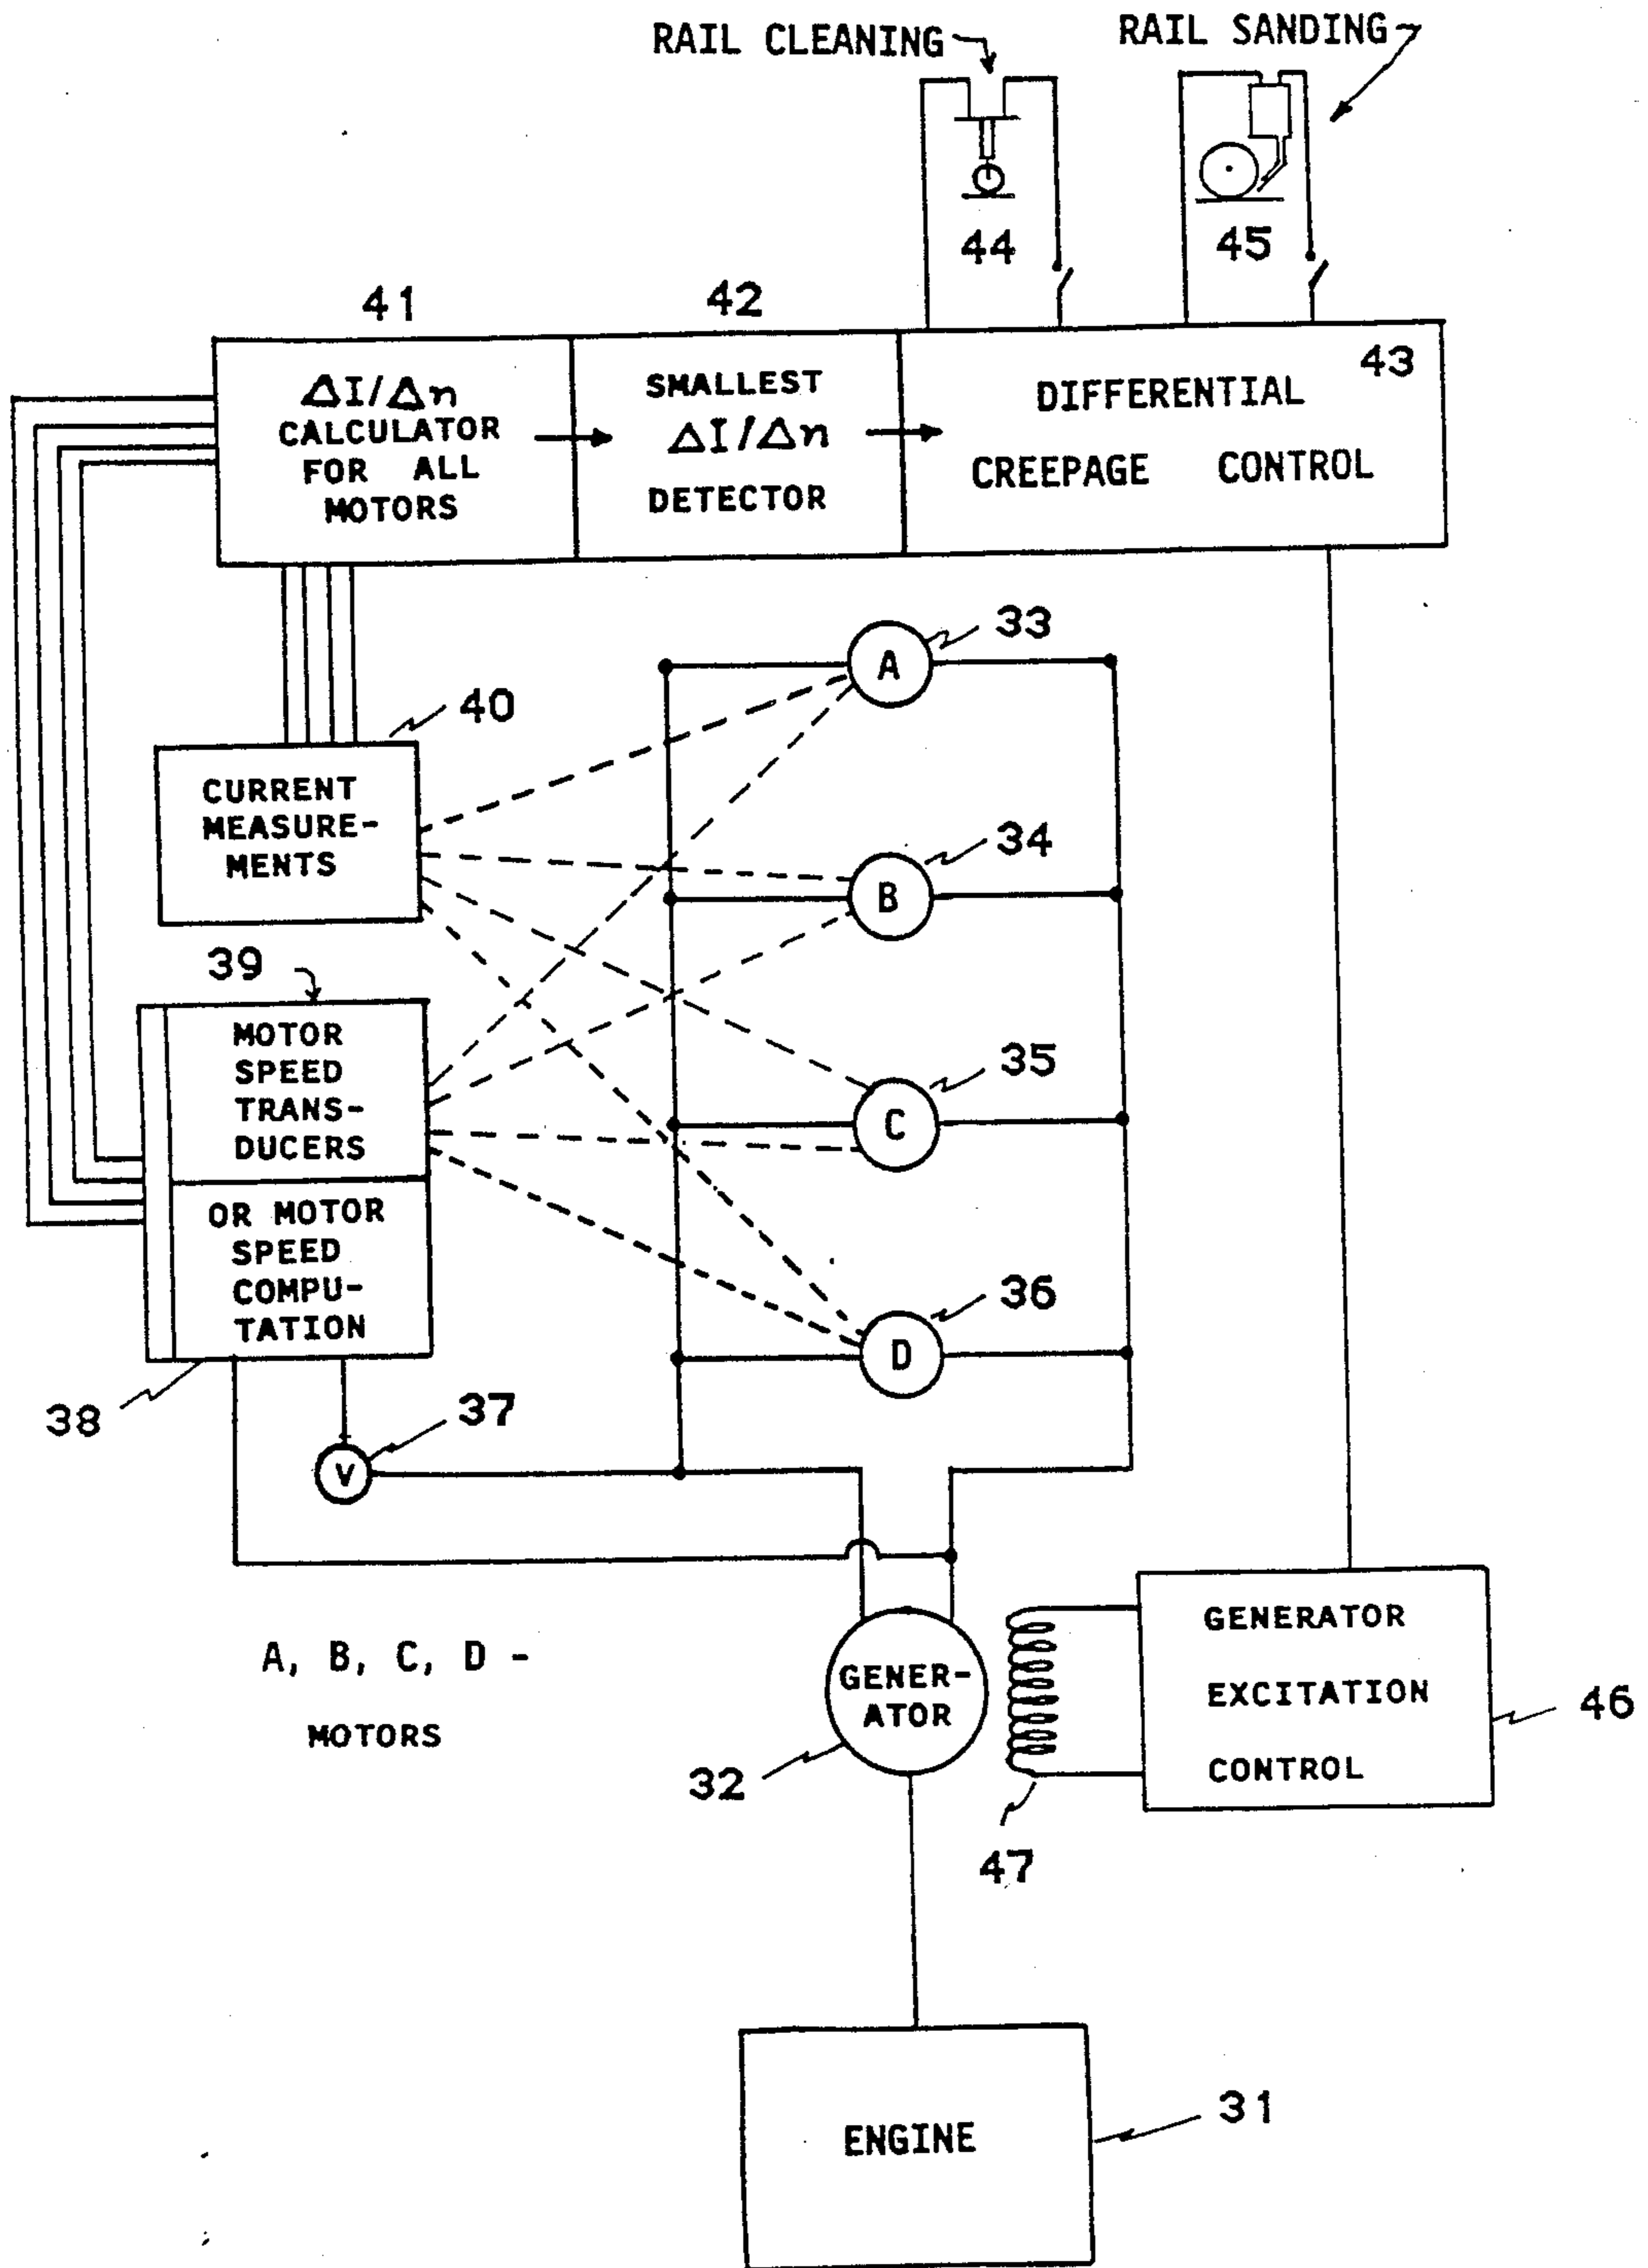 RAIL CLEANING
RAIL SANDING
44
45
41
42
43
ΔI/Δn
CALCULATOR
FOR ALL
MOTORS
SMALLEST
ΔI/Δn
DETECTOR
DIFFERENTIAL
CREEPAGE CONTROL
33
A
40
CURRENT
MEASURE-
MENTS
34
B
39
MOTOR
SPEED
TRANS-
DUCERS
35
C
OR MOTOR
SPEED
COMPU-
TATION
36
D
38
37
V
A, B, C, D -
MOTORS
GENER-
ATOR
32
GENERATOR
EXCITATION
CONTROL
46
47
ENGINE
31